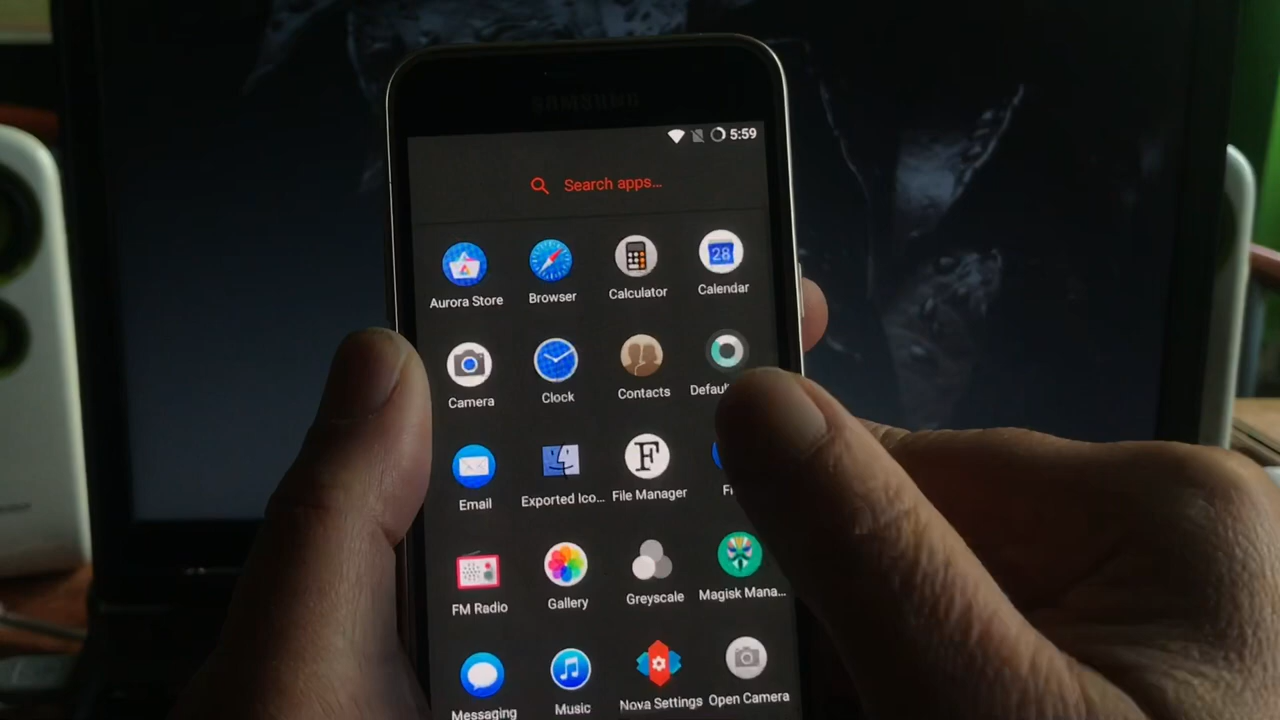 SAMSUNG
5:59
Search apps...
Aurora Store
Browser
Calculator
28
Calendar
Camera
Clock
Contacts
Email
Exported Ico...
F
File Manager
FM Radio
Gallery
Greyscale
Magisk Mana...
Messaging
Music
Nova Settings
Open Camera